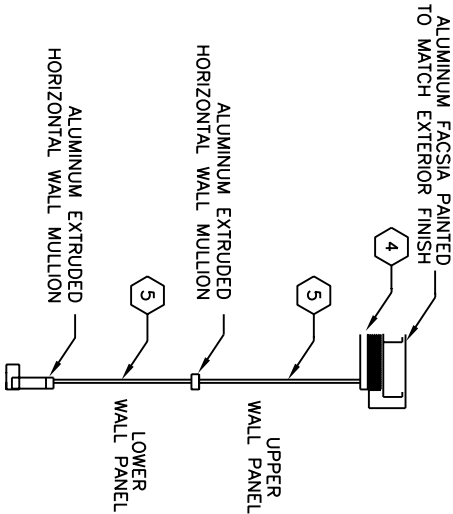 ALUMINUM FACSIA PAINTED
TO MATCH EXTERIOR FINISH
4
5
UPPER
WALL PANEL
ALUMINUM EXTRUDED
HORIZONTAL WALL MULLION
5
LOWER
WALL PANEL
ALUMINUM EXTRUDED
HORIZONTAL WALL MULLION